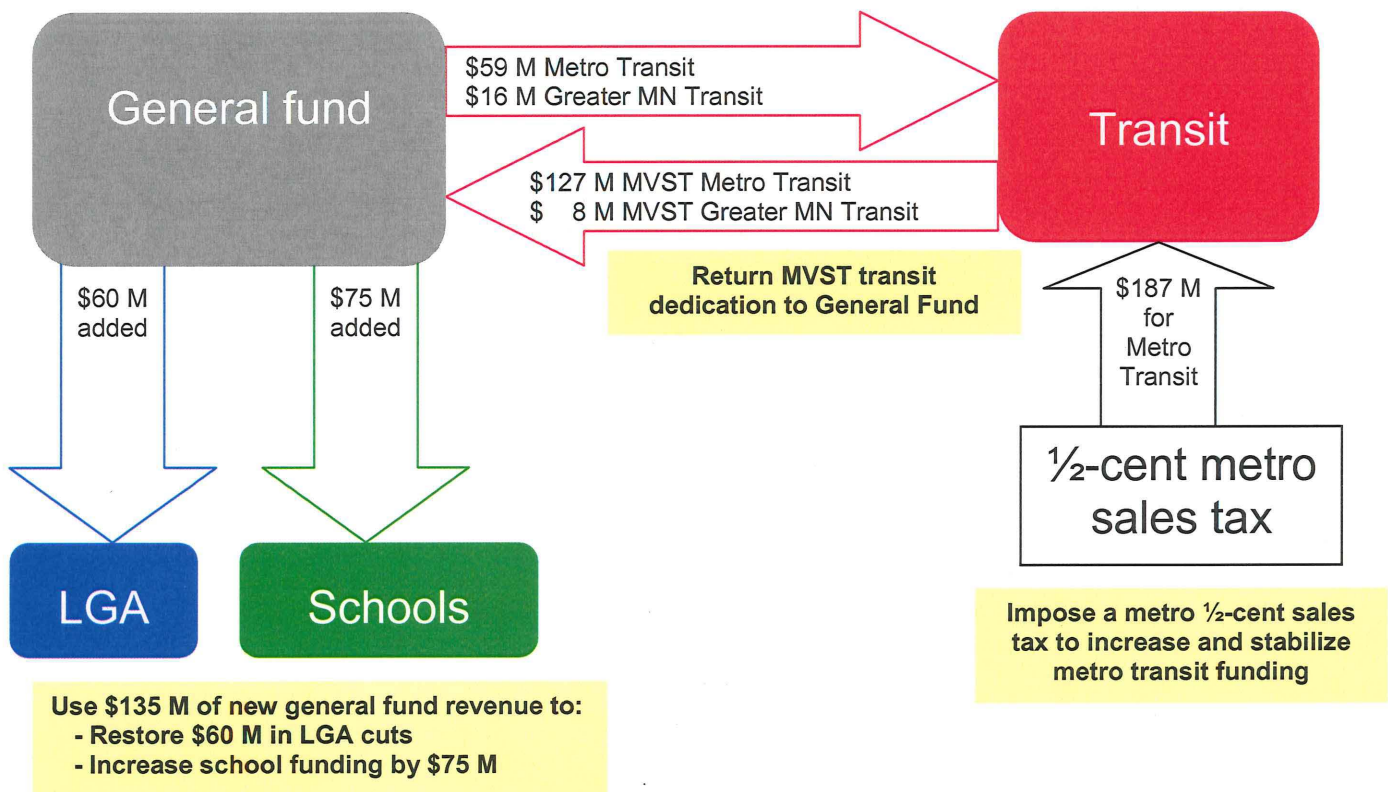 General fund
$59 M Metro Transit
$16 M Greater MN Transit
Transit
$127 M MVST Metro Transit
$ 8 M MVST Greater MN Transit
Return MVST transit
dedication to General Fund
$60 M
added
$75 M
added
$187 M
for
Metro
Transit
½-cent metro
sales tax
LGA
Schools
Impose a metro ½-cent sales
tax to increase and stabilize
metro transit funding
Use $135 M of new general fund revenue to:
- Restore $60 M in LGA cuts
- Increase school funding by $75 M